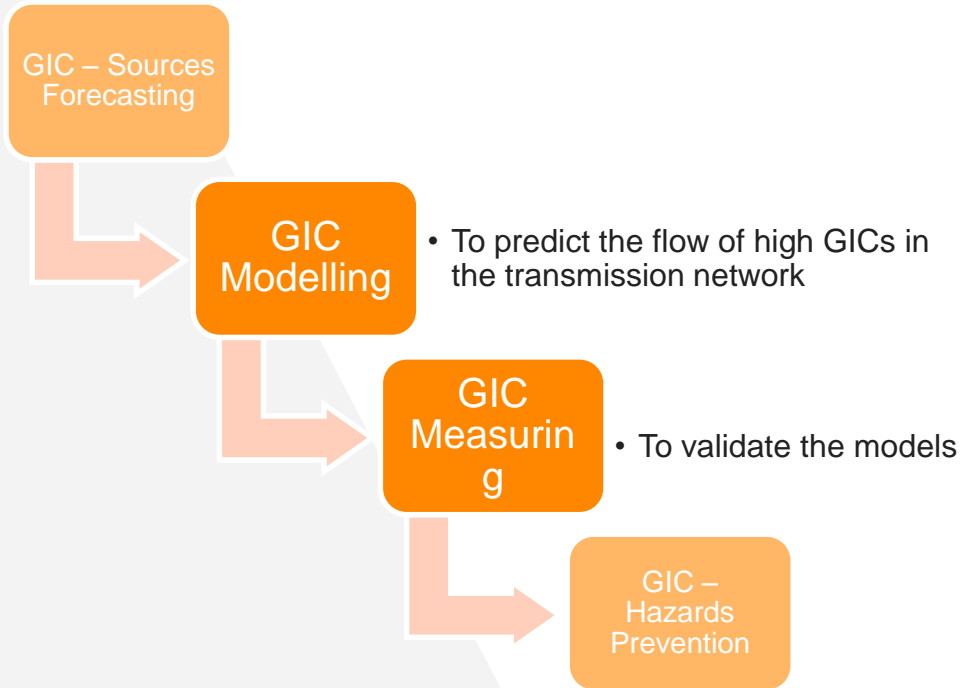 GIC – Sources
Forecasting
GIC
Modelling
• To predict the flow of high GICs in
the transmission network
GIC
Measurin
g
• To validate the models
GIC –
Hazards
Prevention